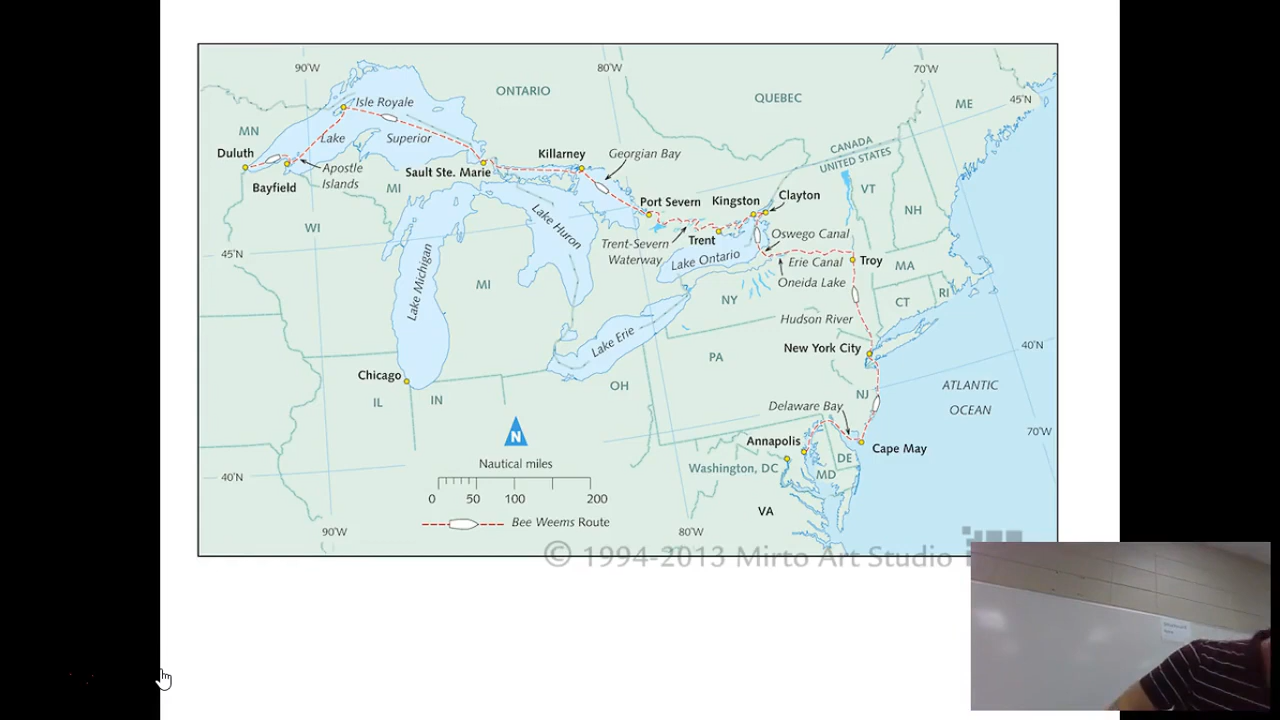 90°W
80°W
70°W
ONTARIO
QUEBEC
ME
45°N
Isle Royale
MN
Lake
Superior
CANADA
UNITED STATES
Duluth
Killarney
Georgian Bay
Apostle
Islands
Sault Ste. Marie
Bayfield
MI
VT
Port Severn
Kingston
Clayton
NH
WI
Lake Huron
Oswego Canal
Trent-Severn
Waterway
Trent
45°N
Lake Ontario
Erie Canal
Troy
MA
Lake Michigan
MI
Oneida Lake
NY
CT
RI
Hudson River
Lake Erie
New York City
40°N
PA
Chicago
OH
NJ
ATLANTIC
OCEAN
IL
IN
Delaware Bay
70°W
N
Annapolis
Cape May
Nautical miles
Washington, DC
DE
MD
40°N
0 50 100 200
VA
Bee Weems Route
90°W
80°W
© 1994-2013 Mirto Art Studio